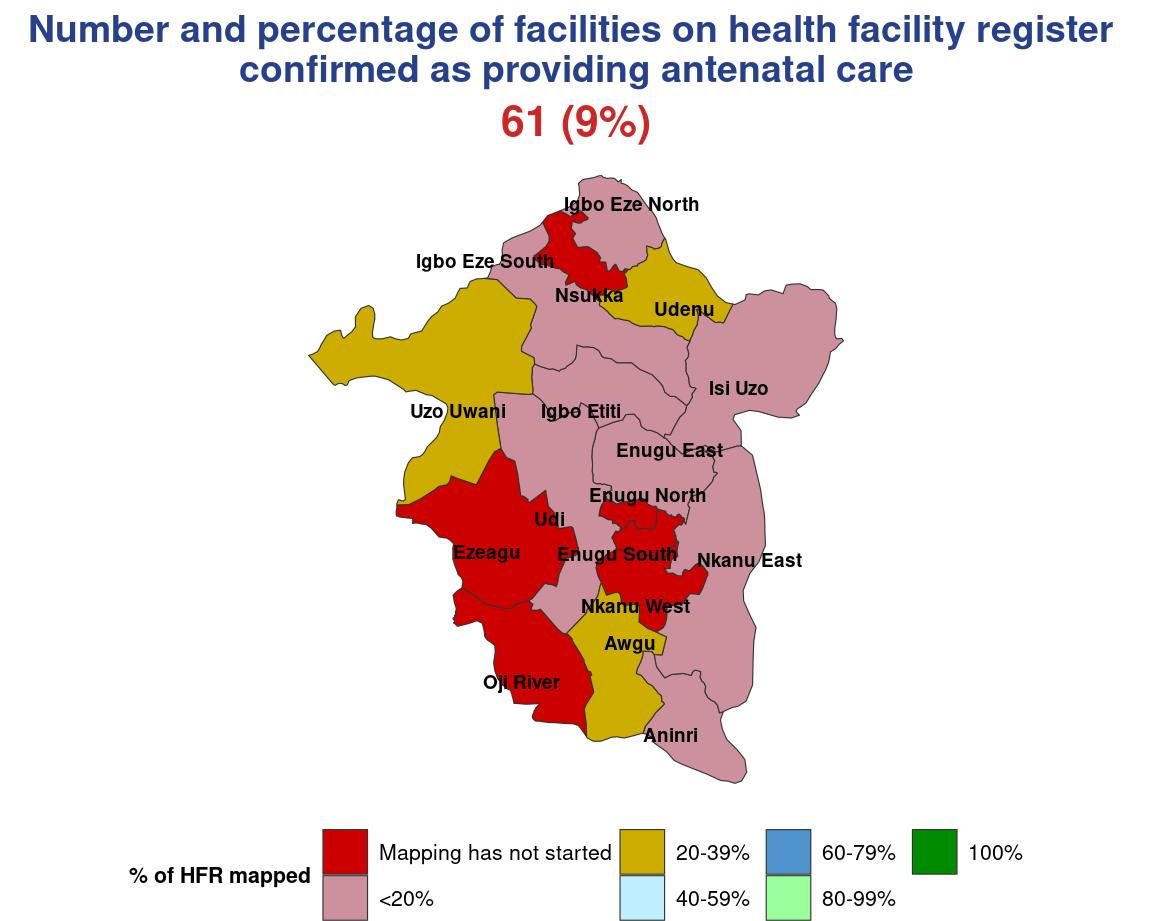 Number and percentage of facilities on health facility register
confirmed as providing antenatal care
61 (9%)
Igbo Eze North
Igbo Eze South
Nsukka
Udenu
Isi Uzo
Uzo Uwani
Igbo Etiti
Enugu East
Enugu North
Udi
Ezeagu
Enugu South
Nkanu East
Nkanu West
Awgu
Oji River
Aninri
% of HFR mapped
Mapping has not started
<20%
20-39%
40-59%
60-79%
80-99%
100%